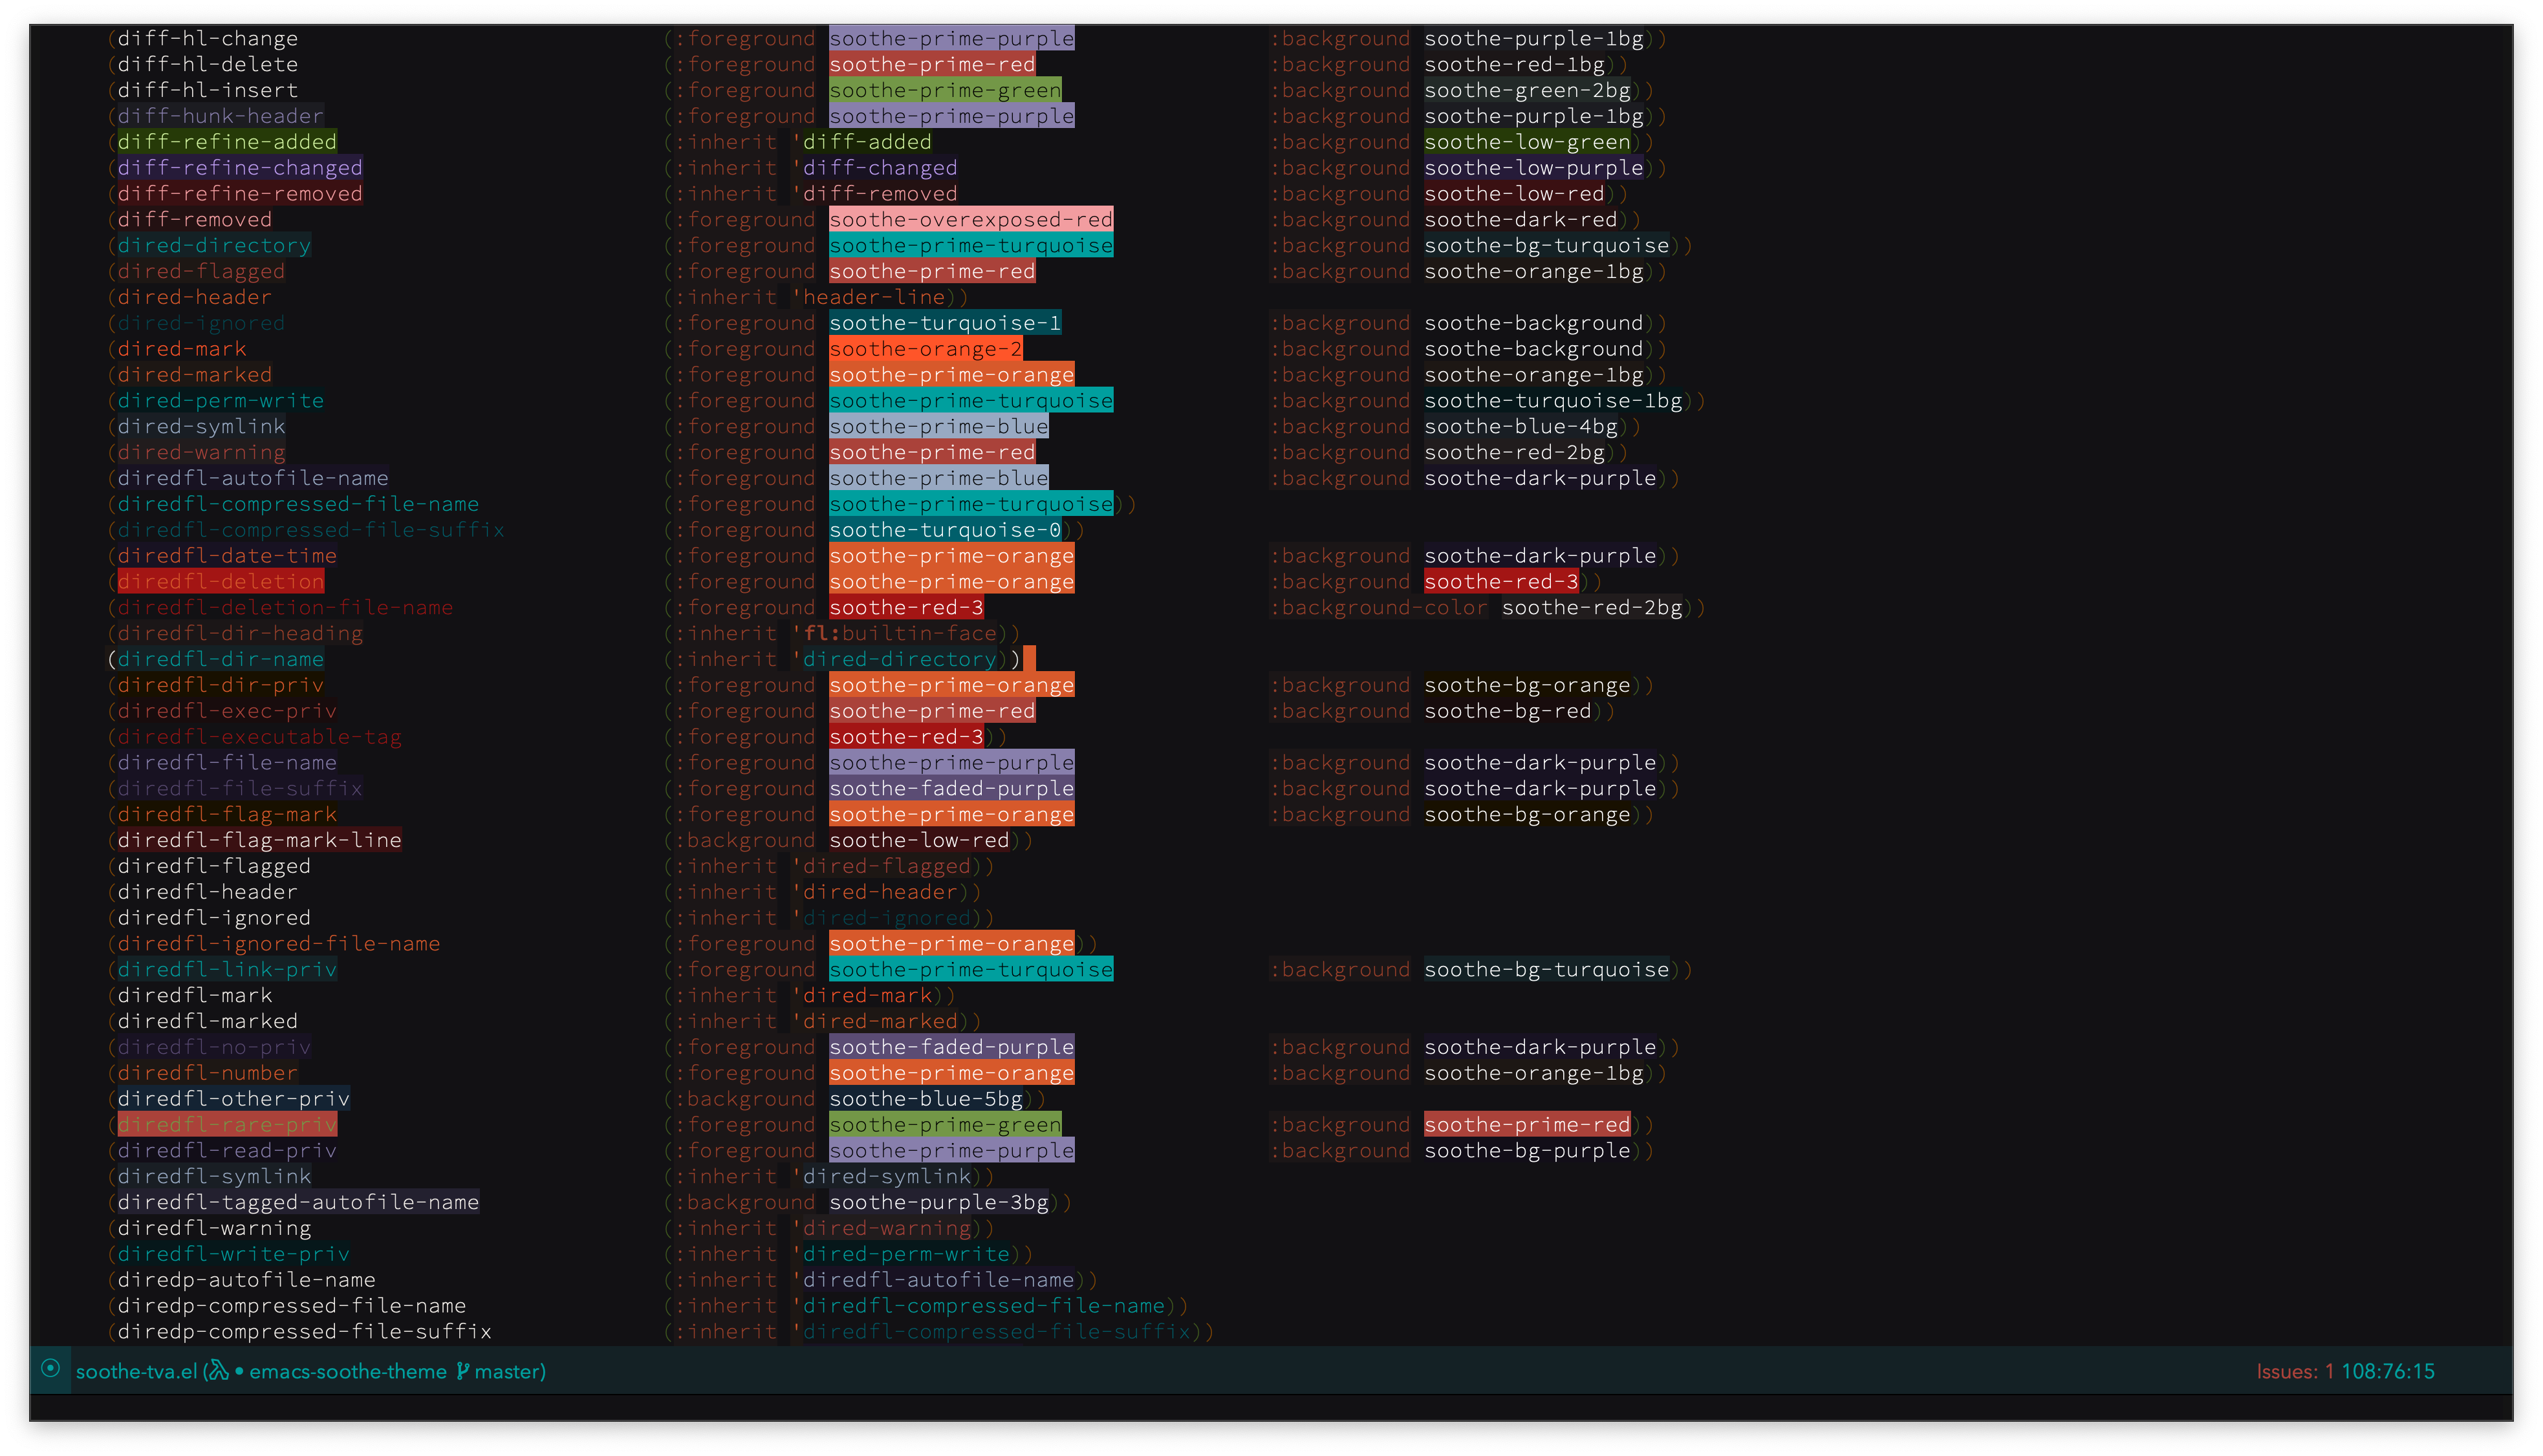 (diff-hl-change (:foreground soothe-prime-purple :background soothe-purple-1bg))
(diff-hl-delete (:foreground soothe-prime-red :background soothe-red-1bg))
(diff-hl-insert (:foreground soothe-prime-green :background soothe-green-2bg))
(diff-hunk-header (:foreground soothe-prime-purple :background soothe-purple-1bg))
(diff-refine-added (:inherit 'diff-added :background soothe-low-green))
(diff-refine-changed (:inherit 'diff-changed :background soothe-low-purple))
(diff-refine-removed (:inherit 'diff-removed :background soothe-low-red))
(diff-removed (:foreground soothe-overexposed-red :background soothe-dark-red))
(dired-directory (:foreground soothe-prime-turquoise :background soothe-bg-turquoise))
(dired-flagged (:foreground soothe-prime-red :background soothe-orange-1bg))
(dired-header (:inherit 'header-line))
(dired-ignored (:foreground soothe-turquoise-1 :background soothe-background))
(dired-mark (:foreground soothe-orange-2 :background soothe-background))
(dired-marked (:foreground soothe-prime-orange :background soothe-orange-1bg))
(dired-perm-write (:foreground soothe-prime-turquoise :background soothe-turquoise-1bg))
(dired-symlink (:foreground soothe-prime-blue :background soothe-blue-4bg))
(dired-warning (:foreground soothe-prime-red :background soothe-red-2bg))
(diredfl-autofile-name (:foreground soothe-prime-blue :background soothe-dark-purple))
(diredfl-compressed-file-name (:foreground soothe-prime-turquoise))
(diredfl-compressed-file-suffix (:foreground soothe-turquoise-0))
(diredfl-date-time (:foreground soothe-prime-orange :background soothe-dark-purple))
(diredfl-deletion (:foreground soothe-prime-orange :background soothe-red-3))
(diredfl-deletion-file-name (:foreground soothe-red-3 :background-color soothe-red-2bg))
(diredfl-dir-heading (:inherit 'fl:builtin-face))
(diredfl-dir-name (:inherit 'dired-directory))
(diredfl-dir-priv (:foreground soothe-prime-orange :background soothe-bg-orange))
(diredfl-exec-priv (:foreground soothe-prime-red :background soothe-bg-red))
(diredfl-executable-tag (:foreground soothe-red-3))
(diredfl-file-name (:foreground soothe-prime-purple :background soothe-dark-purple))
(diredfl-file-suffix (:foreground soothe-faded-purple :background soothe-dark-purple))
(diredfl-flag-mark (:foreground soothe-prime-orange :background soothe-bg-orange))
(diredfl-flag-mark-line (:background soothe-low-red))
(diredfl-flagged (:inherit 'dired-flagged))
(diredfl-header (:inherit 'dired-header))
(diredfl-ignored (:inherit 'dired-ignored))
(diredfl-ignored-file-name (:foreground soothe-prime-orange))
(diredfl-link-priv (:foreground soothe-prime-turquoise :background soothe-bg-turquoise))
(diredfl-mark (:inherit 'dired-mark))
(diredfl-marked (:inherit 'dired-marked))
(diredfl-no-priv (:foreground soothe-faded-purple :background soothe-dark-purple))
(diredfl-number (:foreground soothe-prime-orange :background soothe-orange-1bg))
(diredfl-other-priv (:background soothe-blue-5bg))
(diredfl-rare-priv (:foreground soothe-prime-green :background soothe-prime-red))
(diredfl-read-priv (:foreground soothe-prime-purple :background soothe-bg-purple))
(diredfl-symlink (:inherit 'dired-symlink))
(diredfl-tagged-autofile-name (:background soothe-purple-3bg))
(diredfl-warning (:inherit 'dired-warning))
(diredfl-write-priv (:inherit 'dired-perm-write))
(diredp-autofile-name (:inherit 'diredfl-autofile-name))
(diredp-compressed-file-name (:inherit 'diredfl-compressed-file-name))
(diredp-compressed-file-suffix (:inherit 'diredfl-compressed-file-suffix))
soothe-tva.el (λ • emacs-soothe-theme master) Issues: 1 108:76:15